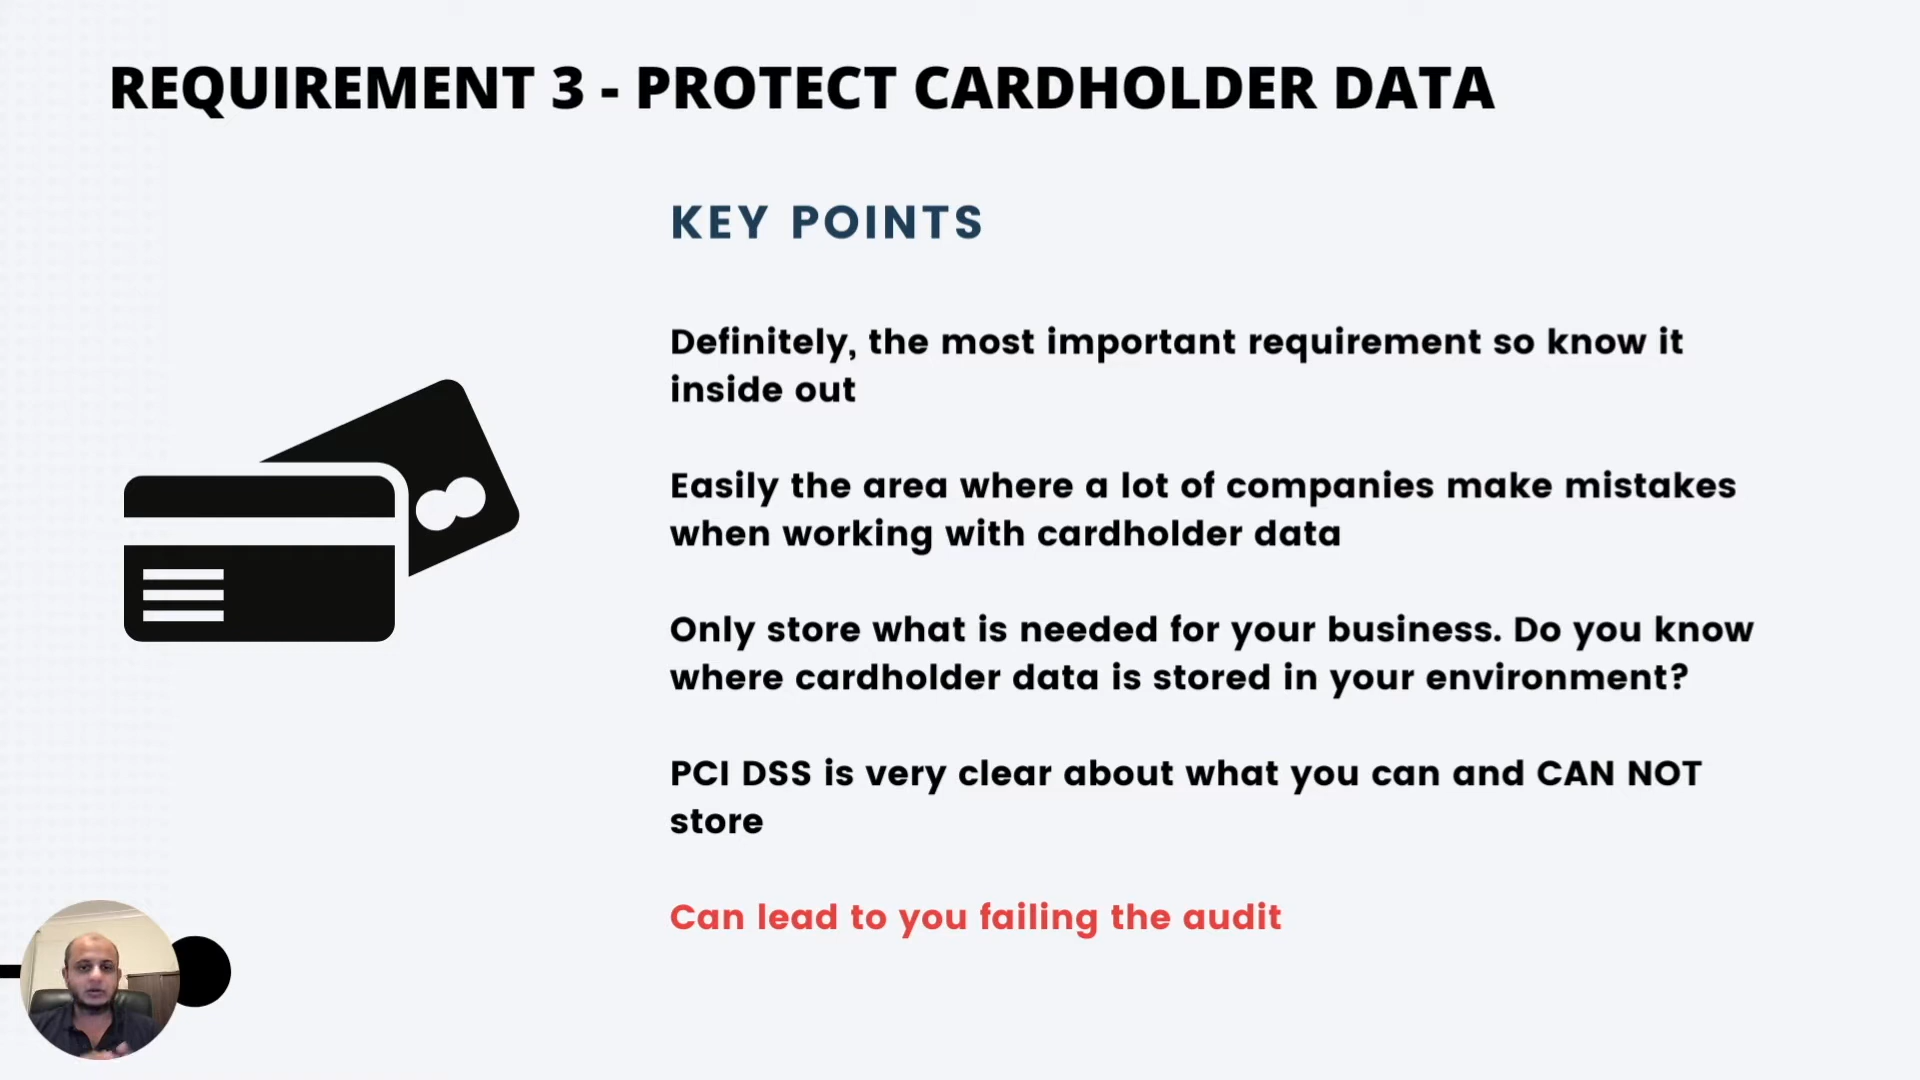 REQUIREMENT 3 - PROTECT CARDHOLDER DATA
KEY POINTS
Definitely, the most important requirement so know it
inside out
Easily the area where a lot of companies make mistakes
when working with cardholder data
Only store what is needed for your business. Do you know
where cardholder data is stored in your environment?
PCI DSS is very clear about what you can and CAN NOT
store
Can lead to you failing the audit